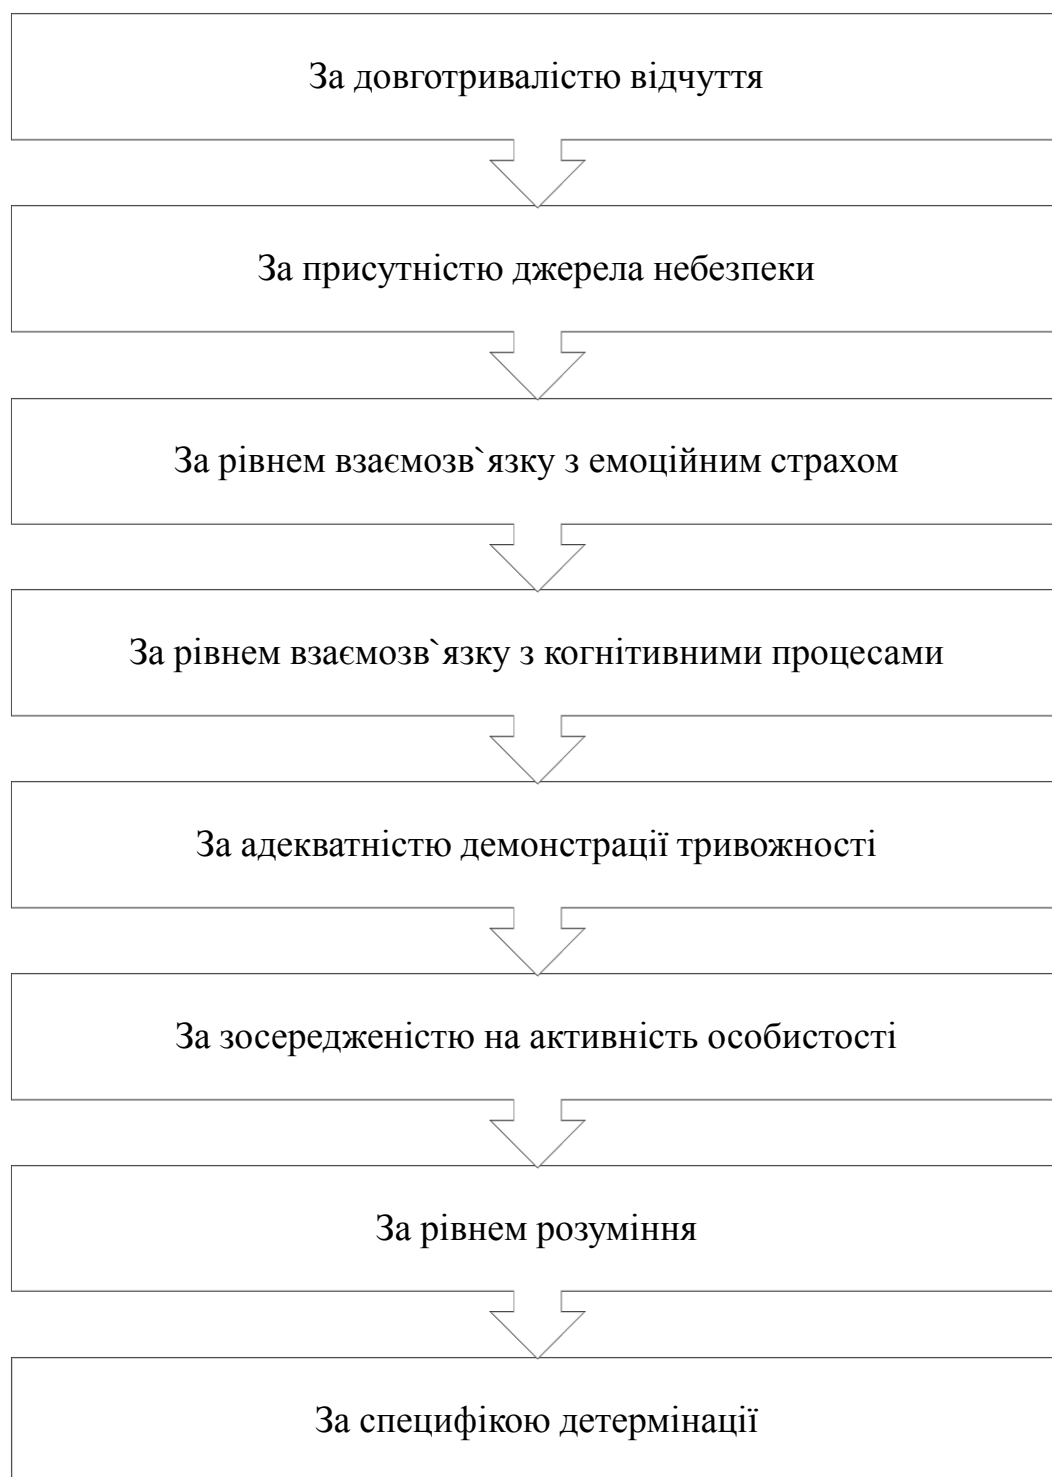 За довготривалістю відчуття
За присутністю джерела небезпеки
За рівнем взаємозв`язку з емоційним страхом
За рівнем взаємозв`язку з когнітивними процесами
За адекватністю демонстрації тривожності
За зосередженістю на активність особистості
За рівнем розуміння
За специфікою детермінації